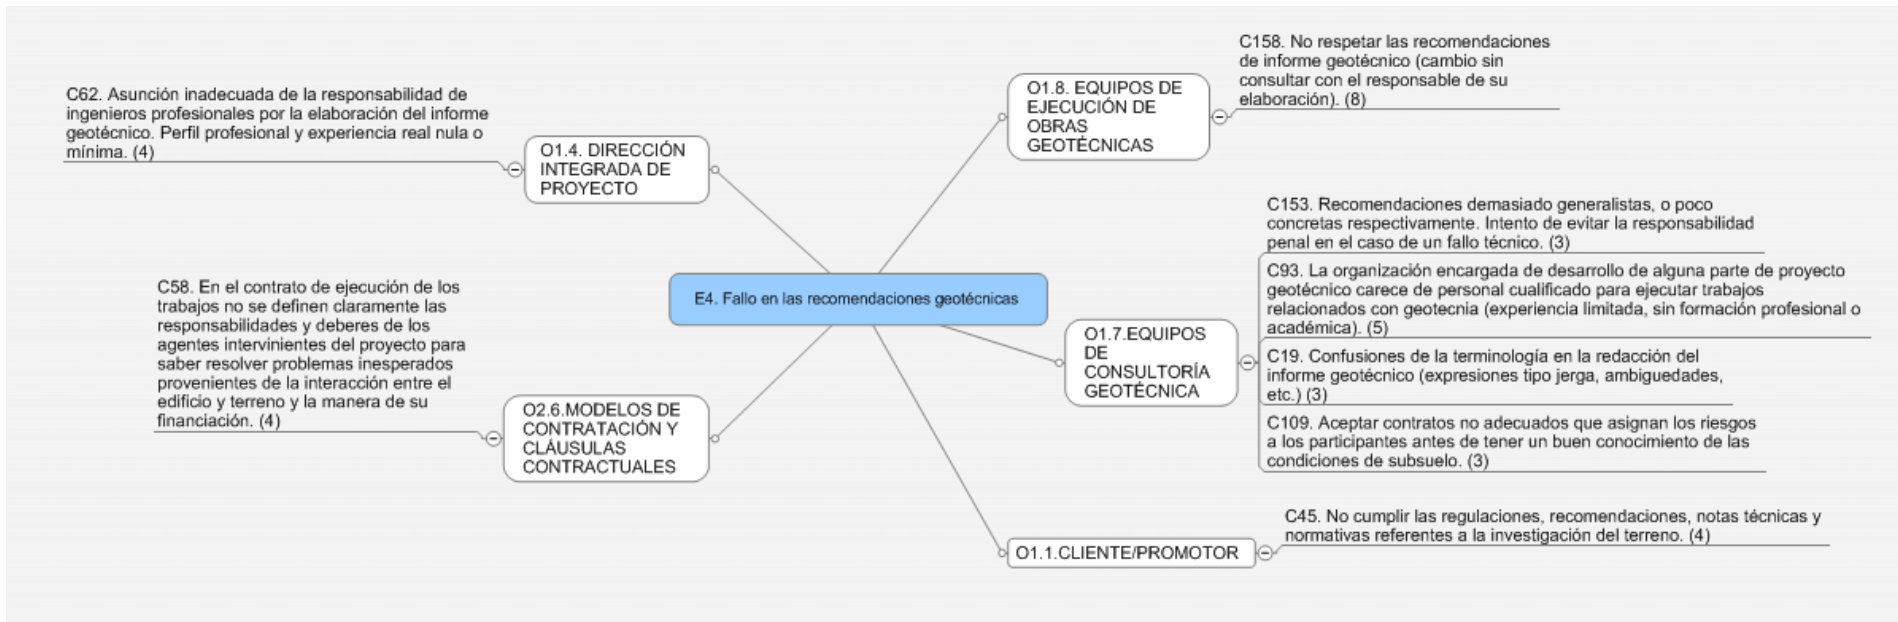 C62. Asunción inadecuada de la responsabilidad de
ingenieros profesionales por la elaboración del informe
geotécnico. Perfil profesional y experiencia real nula o
mínima. (4)
O1.4. DIRECCIÓN
INTEGRADA DE
PROYECTO
C58. En el contrato de ejecución de los
trabajos no se definen claramente las
responsabilidades y deberes de los
agentes intervinientes del proyecto para
saber resolver problemas inesperados
provenientes de la interacción entre el
edificio y terreno y la manera de su
financiación. (4)
O2.6.MODELOS DE
CONTRATACIÓN Y
CLÁUSULAS
CONTRACTUALES
E4. Fallo en las recomendaciones geotécnicas
O1.8. EQUIPOS DE
EJECUCIÓN DE
OBRAS
GEOTÉCNICAS
C158. No respetar las recomendaciones
de informe geotécnico (cambio sin
consultar con el responsable de su
elaboración). (8)
O1.7.EQUIPOS
DE
CONSULTORÍA
GEOTÉCNICA
C153. Recomendaciones demasiado generalistas, o poco
concretas respectivamente. Intento de evitar la responsabilidad
penal en el caso de un fallo técnico. (3)
C93. La organización encargada de desarrollo de alguna parte de proyecto
geotécnico carece de personal cualificado para ejecutar trabajos
relacionados con geotecnia (experiencia limitada, sin formación profesional o
académica). (5)
C19. Confusiones de la terminología en la redacción del
informe geotécnico (expresiones tipo jerga, ambiguedades,
etc.) (3)
C109. Aceptar contratos no adecuados que asignan los riesgos
a los participantes antes de tener un buen conocimiento de las
condiciones de subsuelo. (3)
O1.1.CLIENTE/PROMOTOR
C45. No cumplir las regulaciones, recomendaciones, notas técnicas y
normativas referentes a la investigación del terreno. (4)